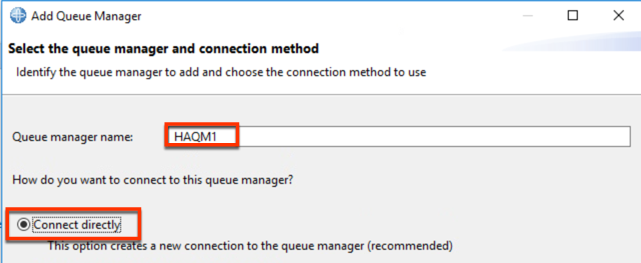 Add Queue Manager
Select the queue manager and connection method
Identify the queue manager to add and choose the connection method to use
Queue manager name: HAQM1
How do you want to connect to this queue manager?
Connect directly
This option creates a new connection to the queue manager (recommended)